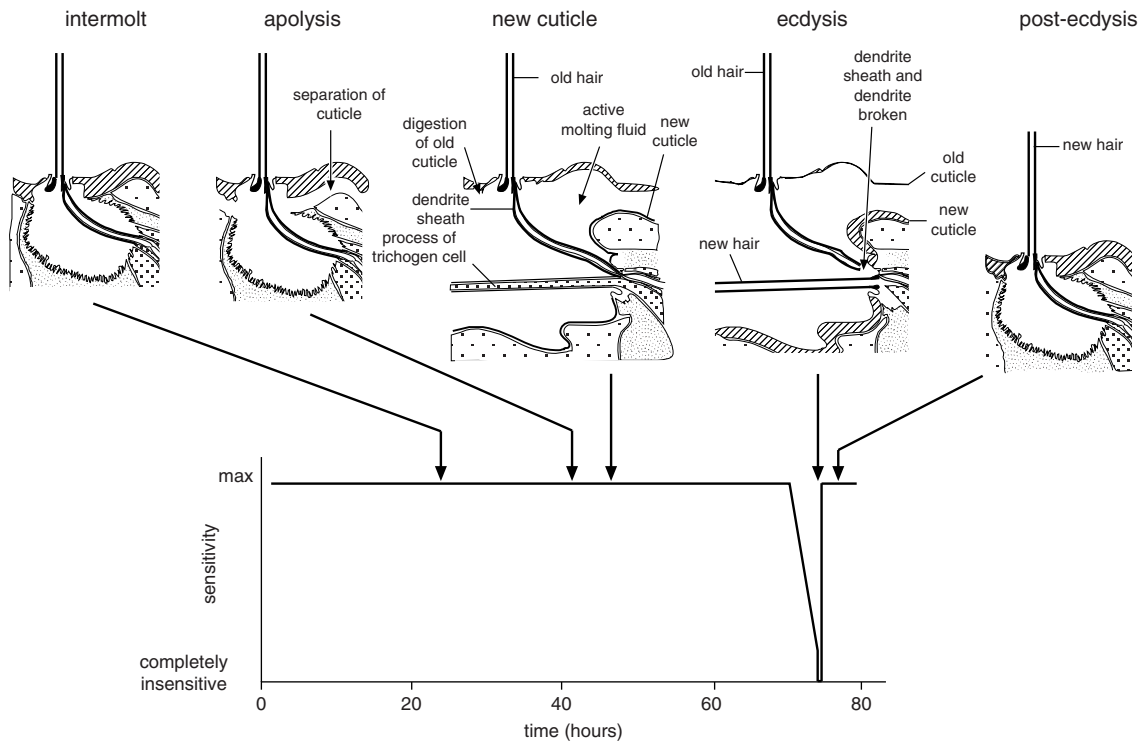 intermolt
apolysis
new cuticle
ecdysis
post-ecdysis
separation of
cuticle
digestion
of old
cuticle
old hair
active
molting fluid
new
cuticle
dendrite
sheath
process of
trichogen cell
old hair
dendrite
sheath and
dendrite
broken
old
cuticle
new
cuticle
new hair
new hair
max
sensitivity
completely
insensitive
0
20
40
60
80
time (hours)